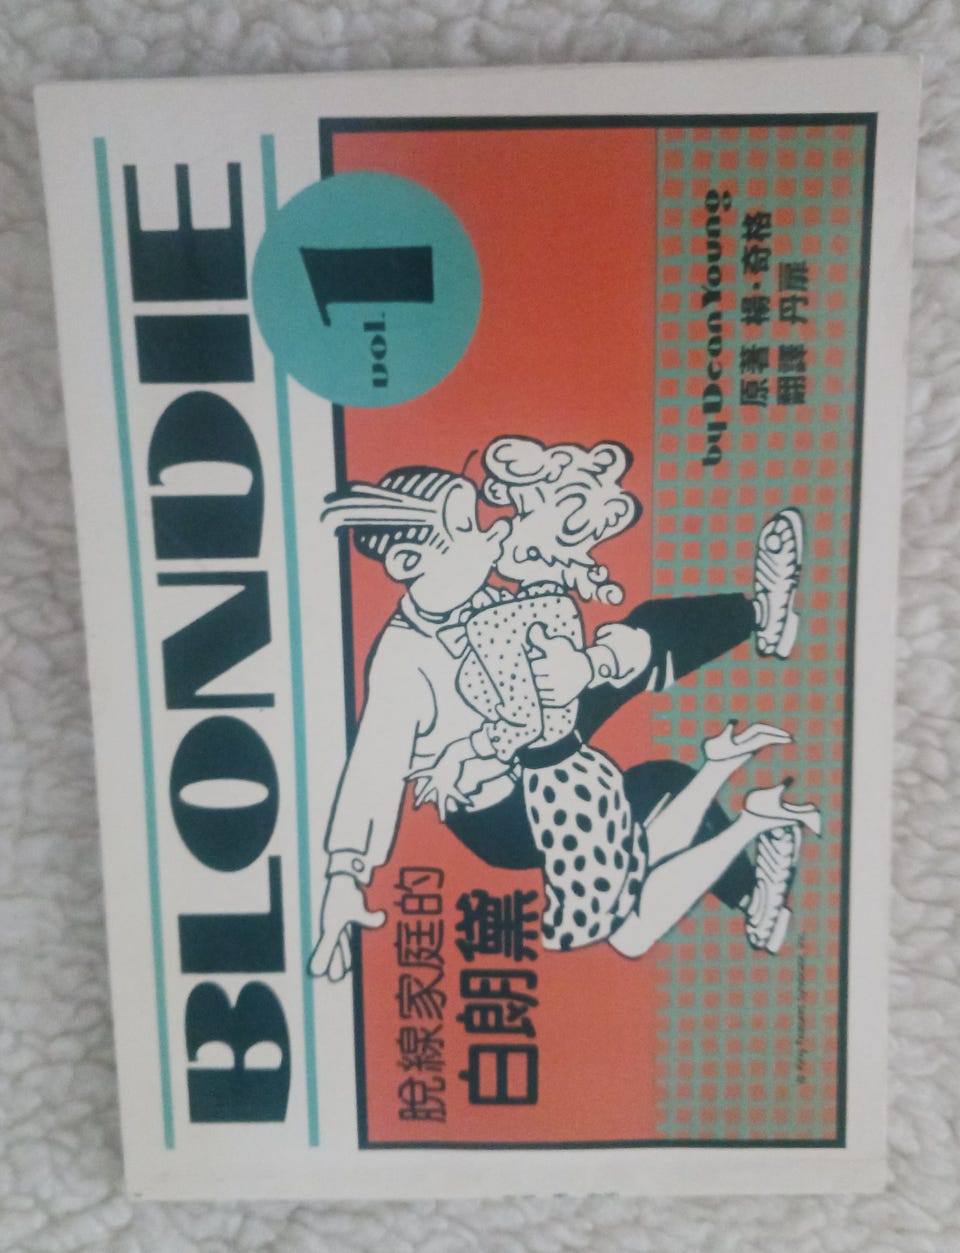 BLONDIE
vol. 1
by Dean Young
原著 楊·奇格
翻譯 丹扉
脫線家庭的
白朗黛